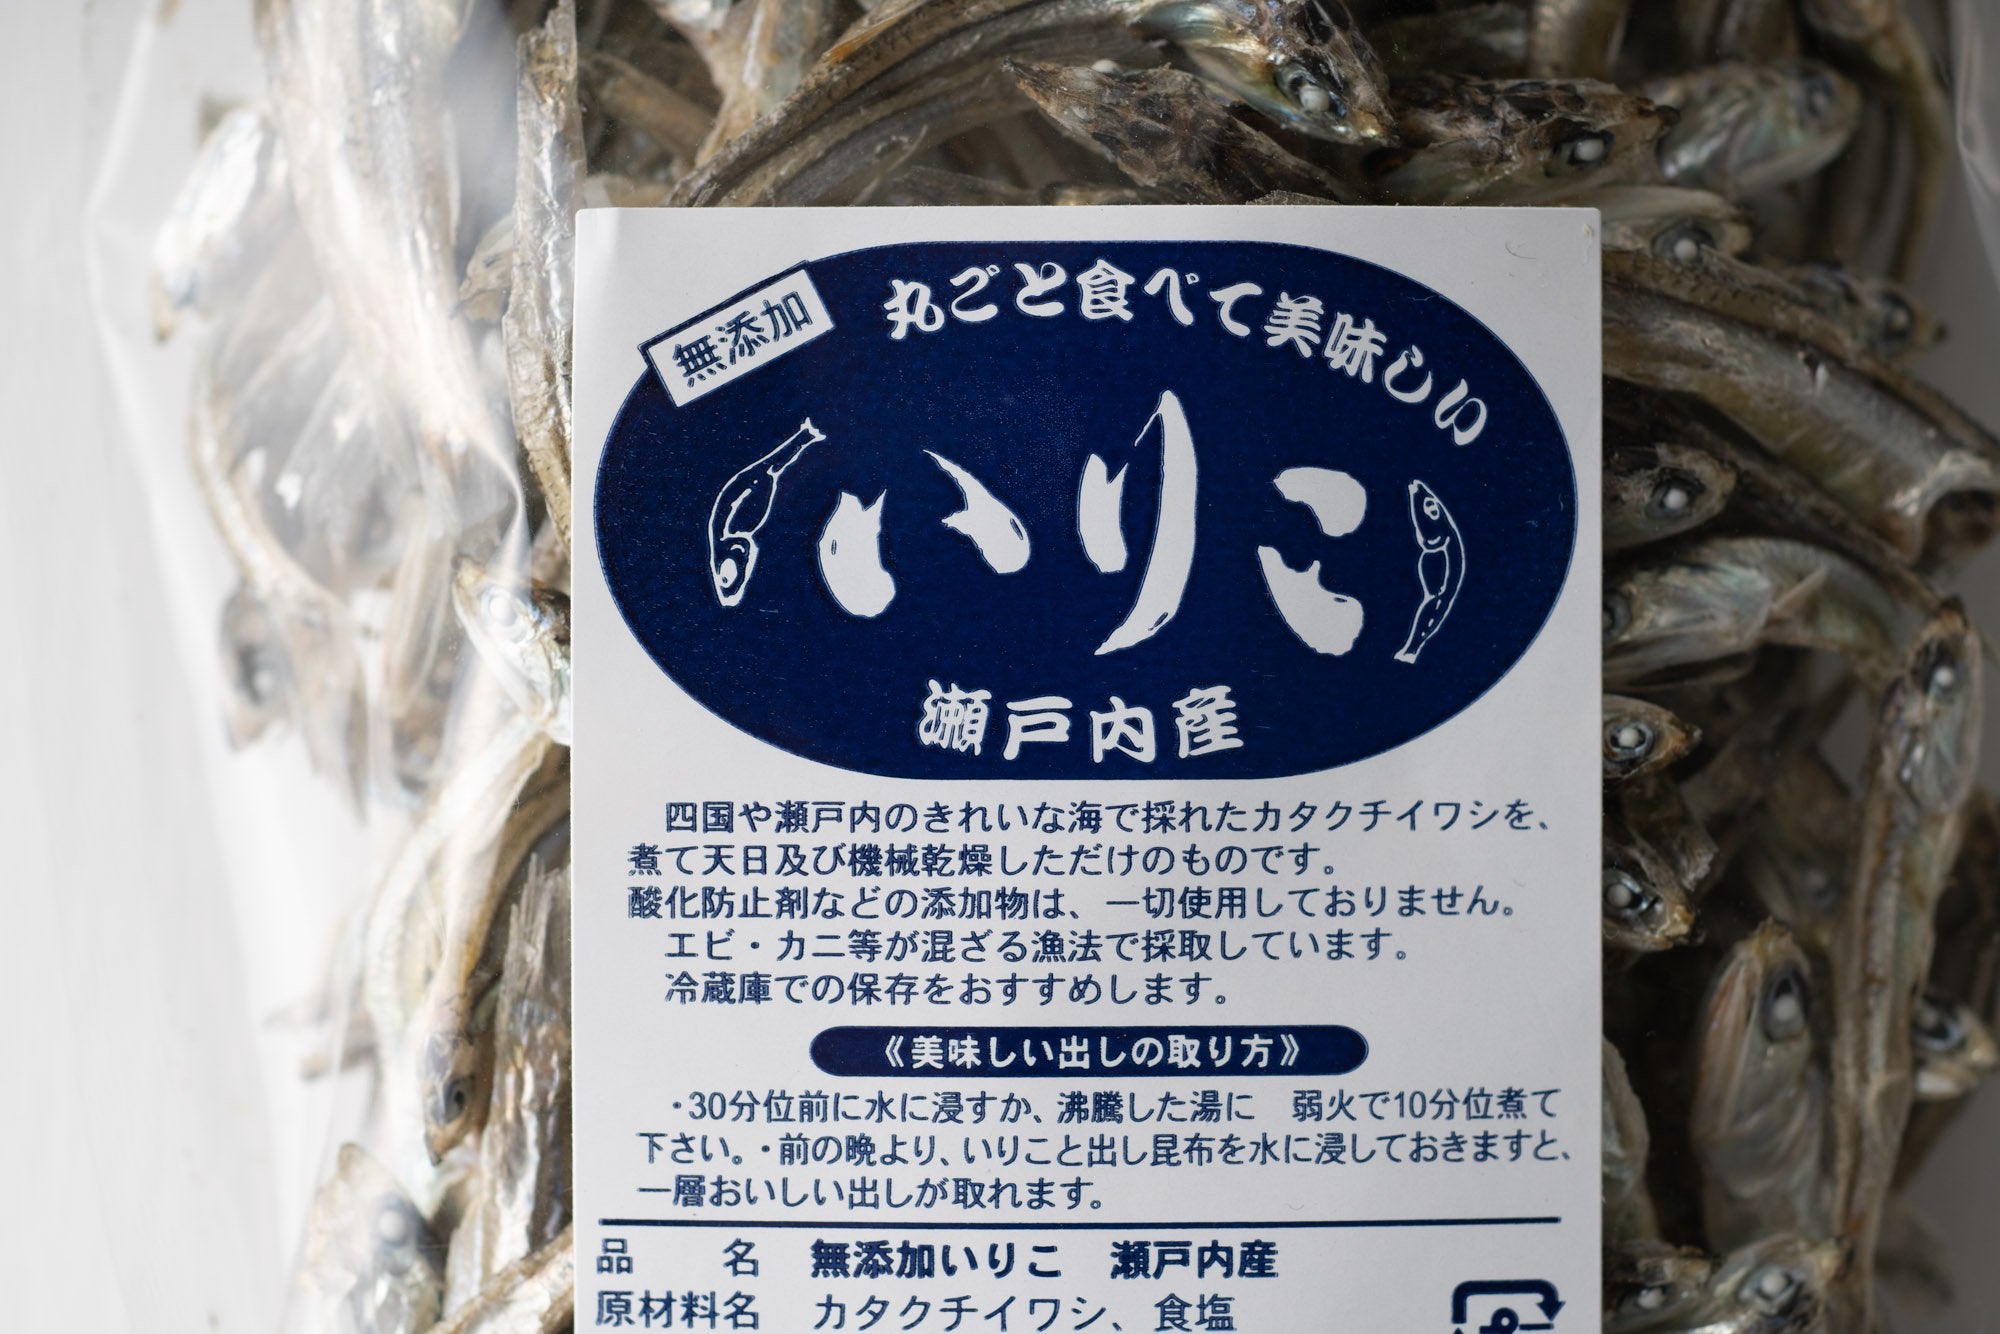 無添加
丸ごと食べて美味しい
いりこ
瀬戸内産
四国や瀬戸内のきれいな海で採れたカタクチイワシを、
煮て天日及び機械乾燥しただけのものです。
酸化防止剤などの添加物は、一切使用しておりません。
エビ・カニ等が混ざる漁法で採取しています。
冷蔵庫での保存をおすすめします。
《美味しい出しの取り方》
・30分位前に水に浸すか、沸騰した湯に　弱火で10分位煮て
下さい。・前の晩より、いりこと出し昆布を水に浸しておきますと、
一層おいしい出しが取れます。
品　　名　無添加いりこ　瀬戸内産
原材料名　カタクチイワシ、食塩